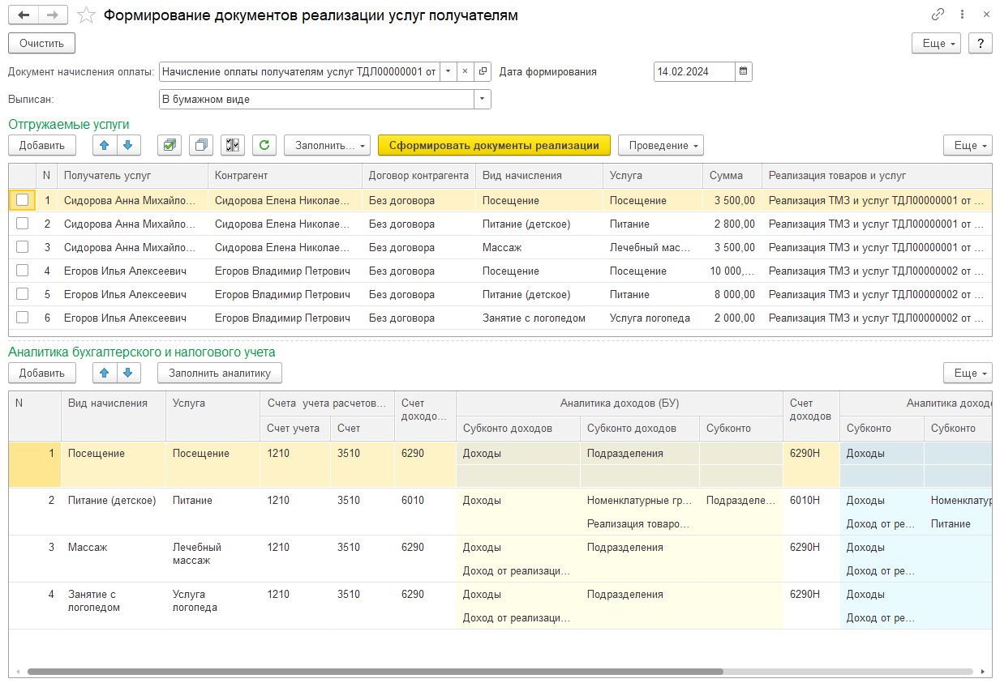 Формирование документов реализации услуг получателям
Очистить
Еще
?
Документ начисления оплаты:
Начисление оплаты получателям услуг ТДЛ00000001 от
Дата формирования
14.02.2024
Выписан:
В бумажном виде
Отгружаемые услуги
Добавить
Заполнить...
Сформировать документы реализации
Проведение
Еще
N Получатель услуг Контрагент Договор контрагента Вид начисления Услуга Сумма Реализация товаров и услуг
1 Сидорова Анна Михайло... Сидорова Елена Николае... Без договора Посещение Посещение 3 500,00 Реализация ТМЗ и услуг ТДЛ00000001 от ...
2 Сидорова Анна Михайло... Сидорова Елена Николае... Без договора Питание (детское) Питание 2 800,00 Реализация ТМЗ и услуг ТДЛ00000001 от ...
3 Сидорова Анна Михайло... Сидорова Елена Николае... Без договора Массаж Лечебный мас... 3 500,00 Реализация ТМЗ и услуг ТДЛ00000001 от ...
4 Егоров Илья Алексеевич Егоров Владимир Петрович Без договора Посещение Посещение 10 000,... Реализация ТМЗ и услуг ТДЛ00000002 от ...
5 Егоров Илья Алексеевич Егоров Владимир Петрович Без договора Питание (детское) Питание 8 000,00 Реализация ТМЗ и услуг ТДЛ00000002 от ...
6 Егоров Илья Алексеевич Егоров Владимир Петрович Без договора Занятие с логопедом Услуга логопеда 2 000,00 Реализация ТМЗ и услуг ТДЛ00000002 от ...
Аналитика бухгалтерского и налогового учета
Добавить
Заполнить аналитику
Еще
N Вид начисления Услуга Счета учета расчетов... Счет Аналитика доходов (БУ) Счет Аналитика доход
доходо... доходов
Счет учета Счет Субконто доходов Субконто доходов Субконто Субконто Субконто
1 Посещение Посещение 1210 3510 6290 Доходы Подразделения 6290Н Доходы
2 Питание (детское) Питание 1210 3510 6010 Доходы Номенклатурные гр... Подразделе... 6010Н Доходы Номенклатур
Реализация товаро... Доход от ре... Питание
3 Массаж Лечебный 1210 3510 6290 Доходы Подразделения 6290Н Доходы
массаж
Доход от реализаци... Доход от ре...
4 Занятие с Услуга 1210 3510 6290 Доходы Подразделения 6290Н Доходы
логопедом логопеда
Доход от реализаци... Доход от ре...